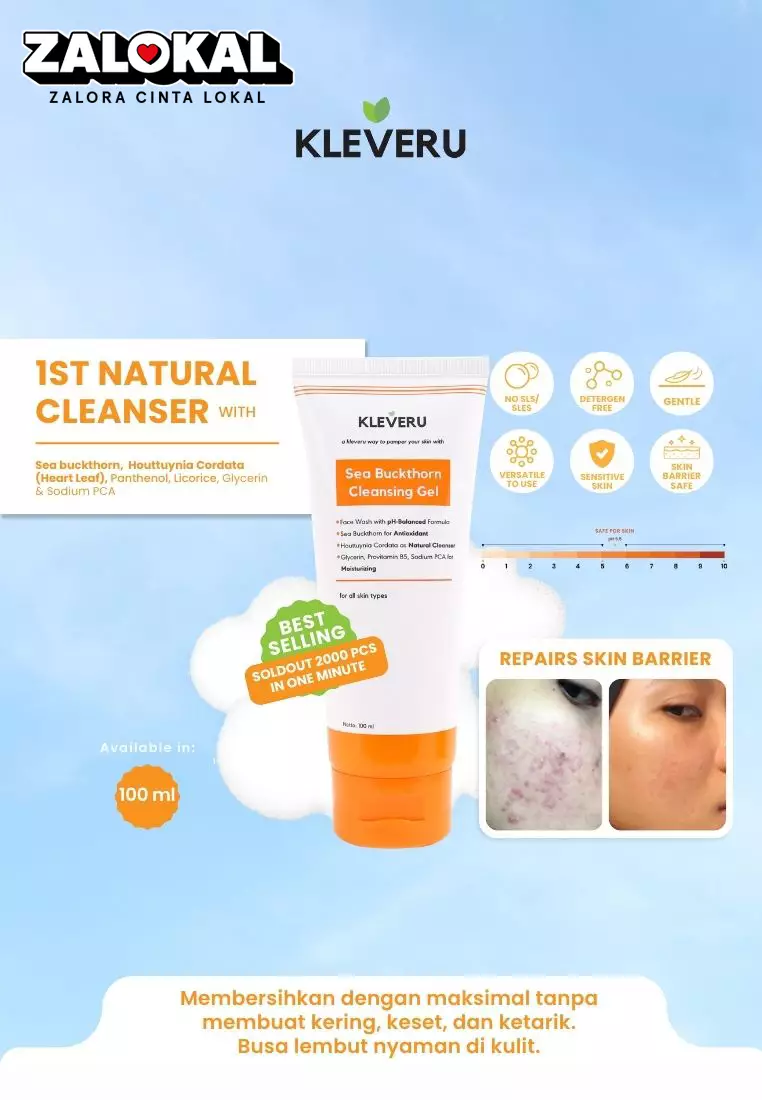 ZALOKAL
ZALORA CINTA LOKAL
KLEVERU
1ST NATURAL
CLEANSER WITH
Sea buckthorn, Houttuynia Cordata
(Heart Leaf), Panthenol, Licorice, Glycerin
& Sodium PCA
KLEVERU
a kleveru way to pamper your skin with
Sea Buckthorn
Cleansing Gel
Face Wash with pH-Balanced Formula
Sea Buckthorn for Antioxidant
Houttuynia Cordata as Natural Cleanser
Glycerin, Provitamin B5, Sodium PCA for
Moisturizing
for all skin types
Netto. 100 ml
NO SLS/
SLES
DETERGEN
FREE
GENTLE
VERSATILE
TO USE
SENSITIVE
SKIN
SKIN
BARRIER
SAFE
SAFE FOR SKIN
pH 5,5
0 1 2 3 4 5 6 7 8 9 10
BEST
SELLING
SOLDOUT 2000 PCS
IN ONE MINUTE
REPAIRS SKIN BARRIER
Available in:
100 ml
Membersihkan dengan maksimal tanpa
membuat kering, keset, dan ketarik.
Busa lembut nyaman di kulit.